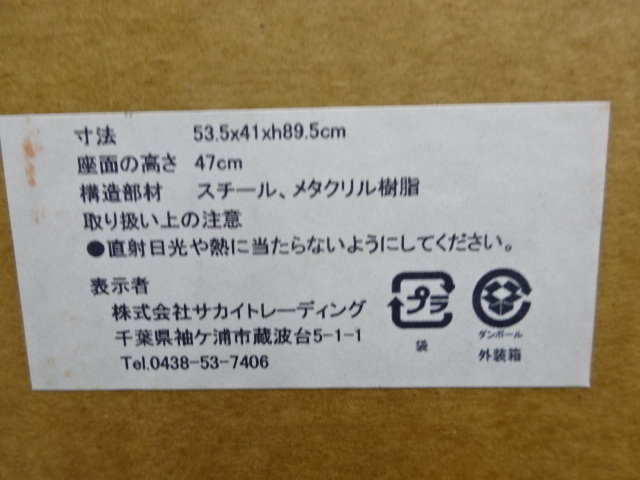 寸法 53.5x41xh89.5cm
座面の高さ 47cm
構造部材 スチール、メタクリル樹脂
取り扱い上の注意
●直射日光や熱に当たらないようにしてください。
表示者
株式会社サカイトレーディング
千葉県袖ケ浦市蔵波台5-1-1
Tel.0438-53-7406
プラ
袋
ダンボール
外装箱